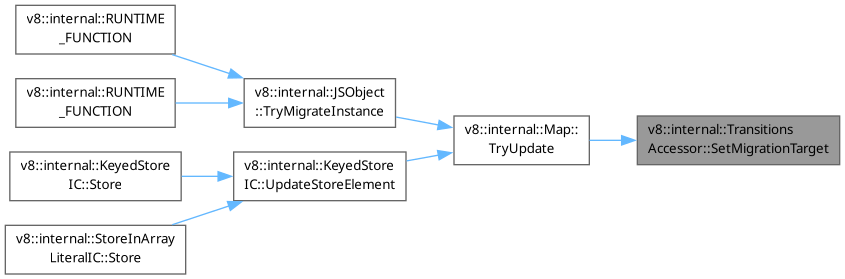 v8::internal::RUNTIME
_FUNCTION
v8::internal::RUNTIME
_FUNCTION
v8::internal::KeyedStore
IC::Store
v8::internal::StoreInArray
LiteralIC::Store
v8::internal::JSObject
::TryMigrateInstance
v8::internal::KeyedStore
IC::UpdateStoreElement
v8::internal::Map::
TryUpdate
v8::internal::Transitions
Accessor::SetMigrationTarget